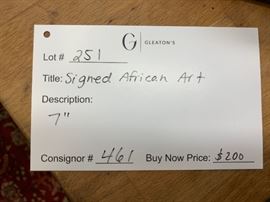 G | GLEATON'S
Lot # 251
Title: Signed African Art
Description:
7"
Consignor # 461 Buy Now Price: $200